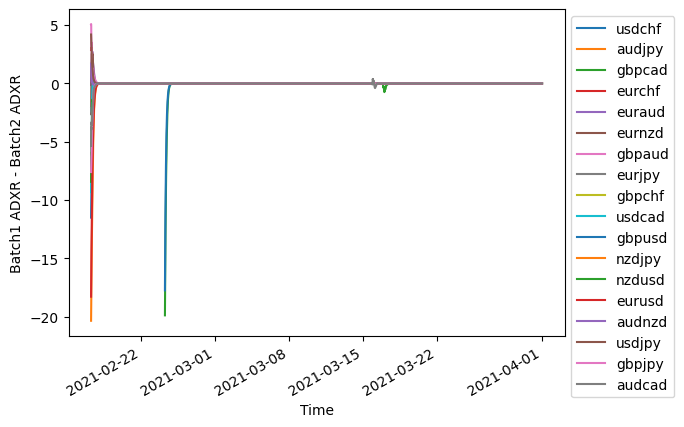 5
0
−5
−10
−15
−20
Batch1 ADXR - Batch2 ADXR
2021-02-22
2021-03-01
2021-03-08
2021-03-15
2021-03-22
2021-04-01
Time
usdchf
audjpy
gbpcad
eurchf
euraud
eurnzd
gbpaud
eurjpy
gbpchf
usdcad
gbpusd
nzdjpy
nzdusd
eurusd
audnzd
usdjpy
gbpjpy
audcad